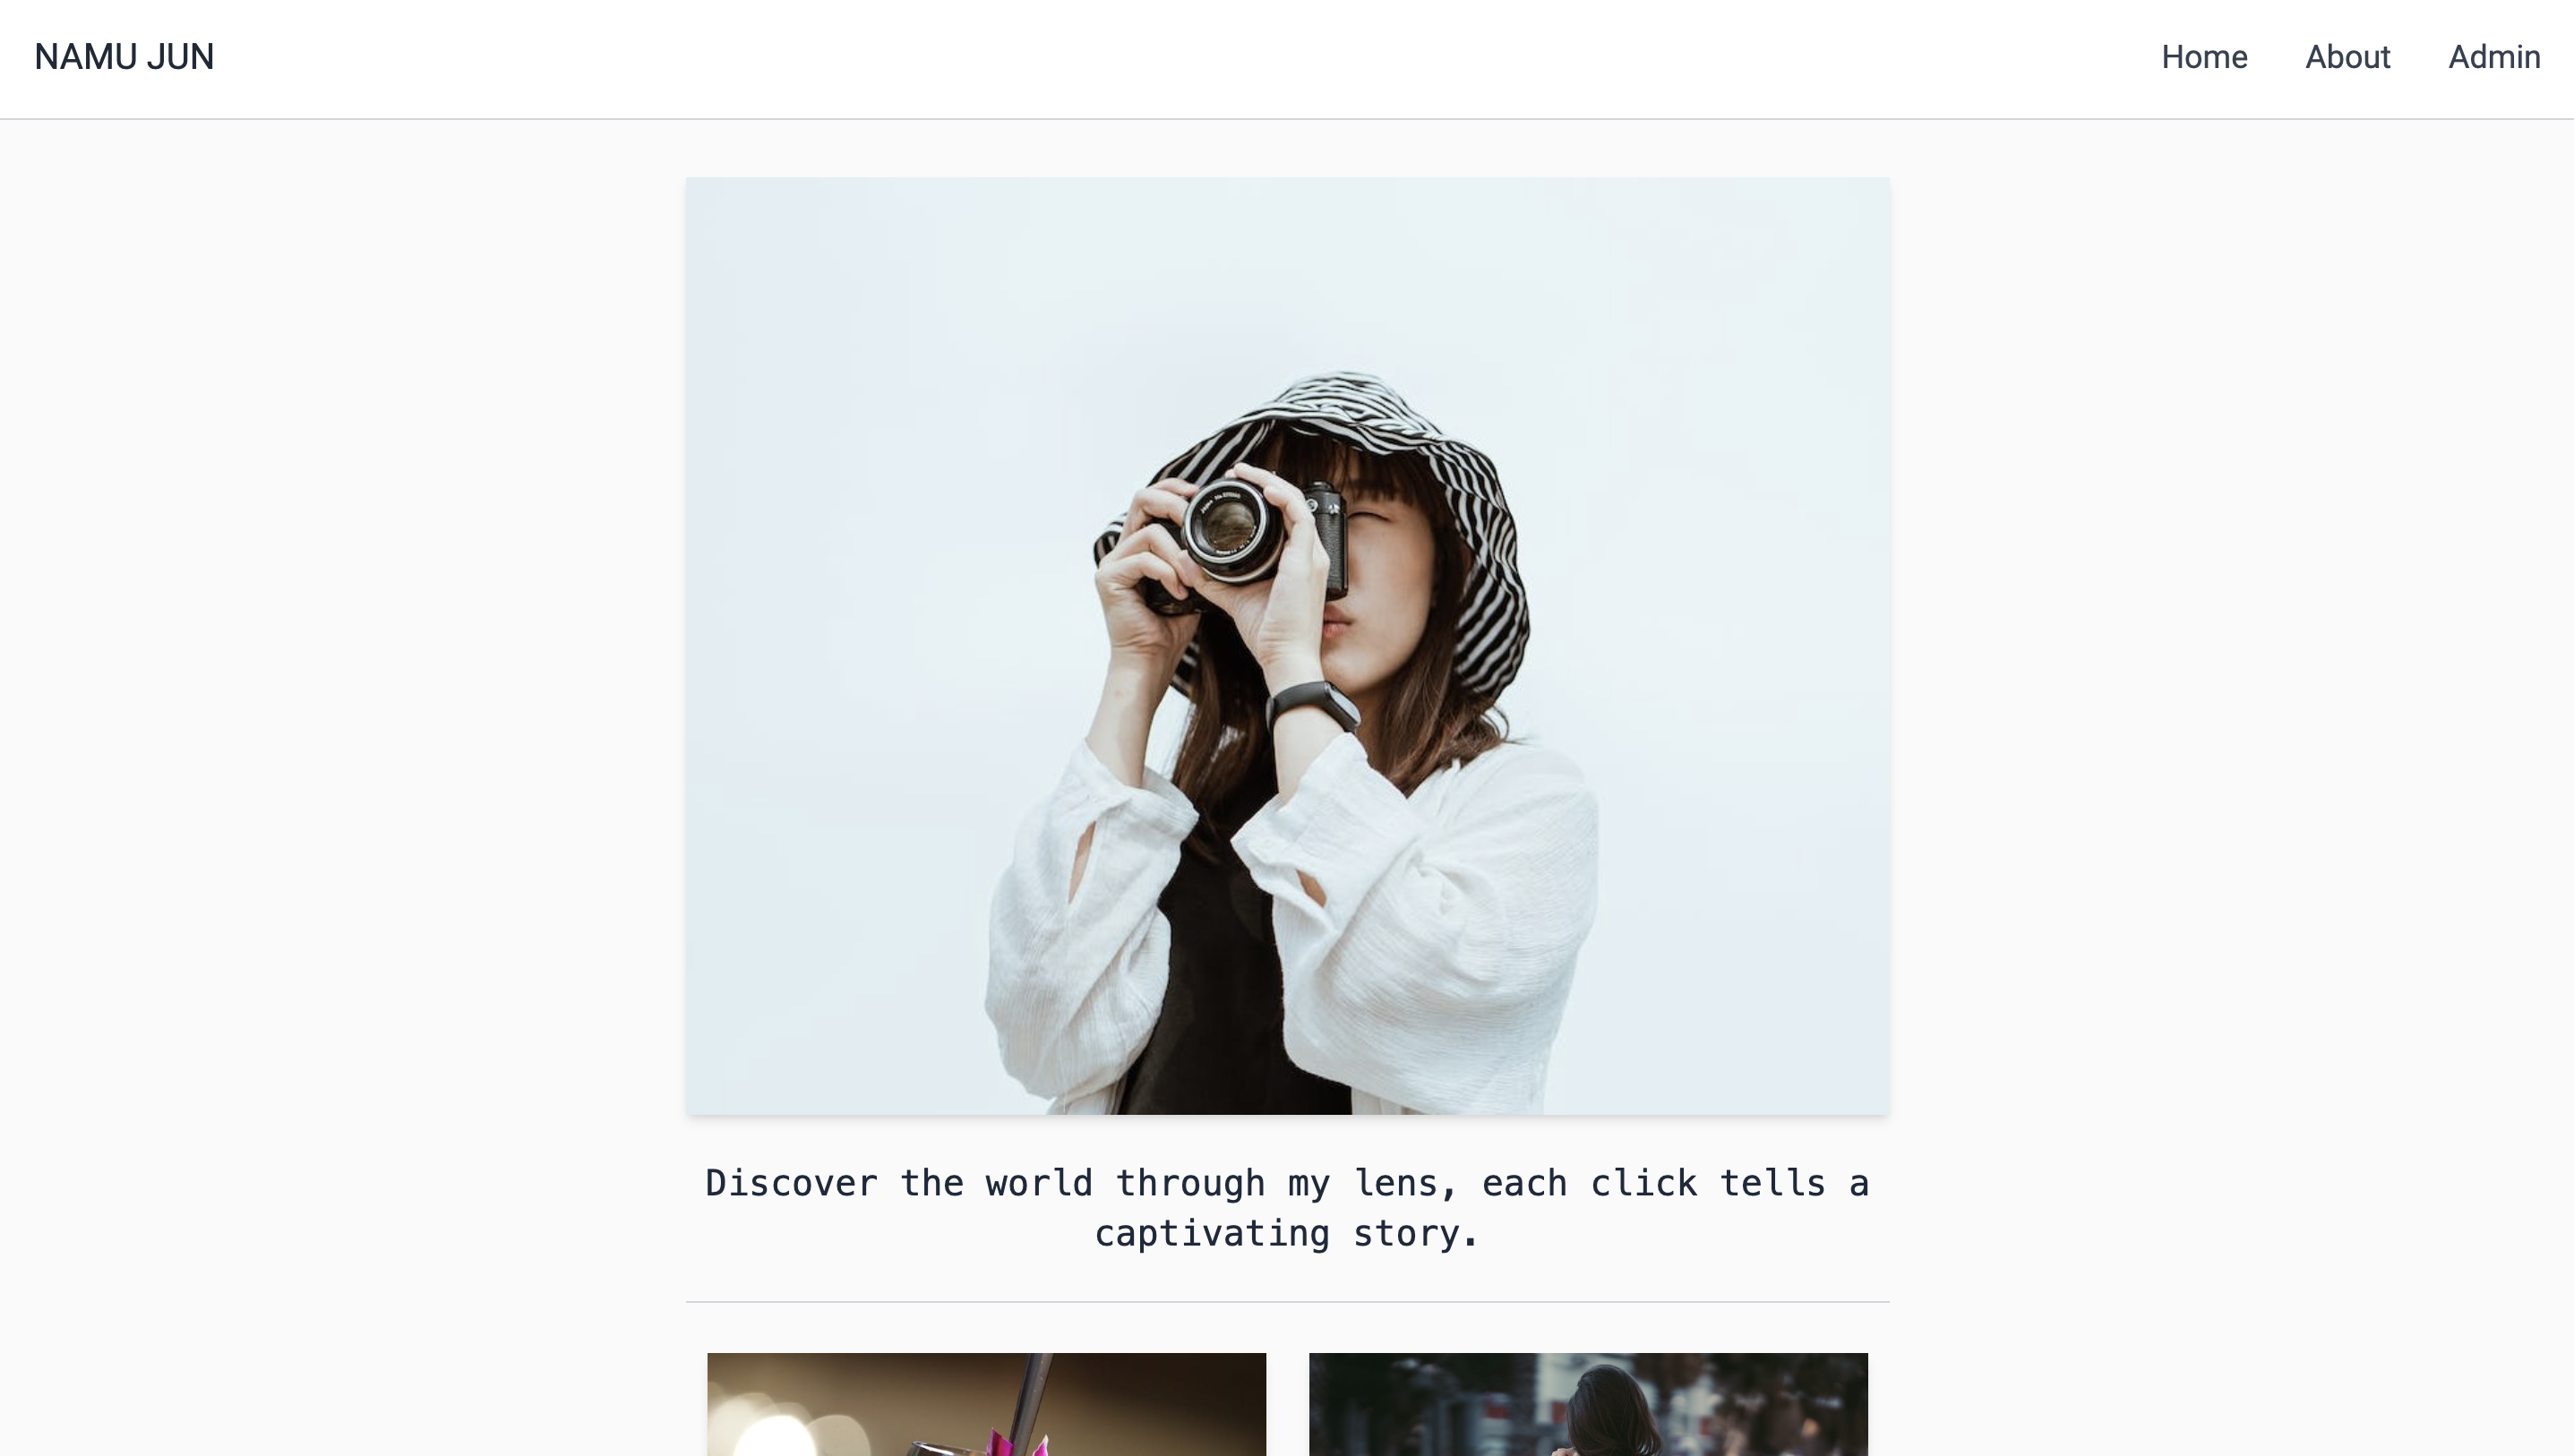 NAMU JUN
Home About Admin
Discover the world through my lens, each click tells a
captivating story.